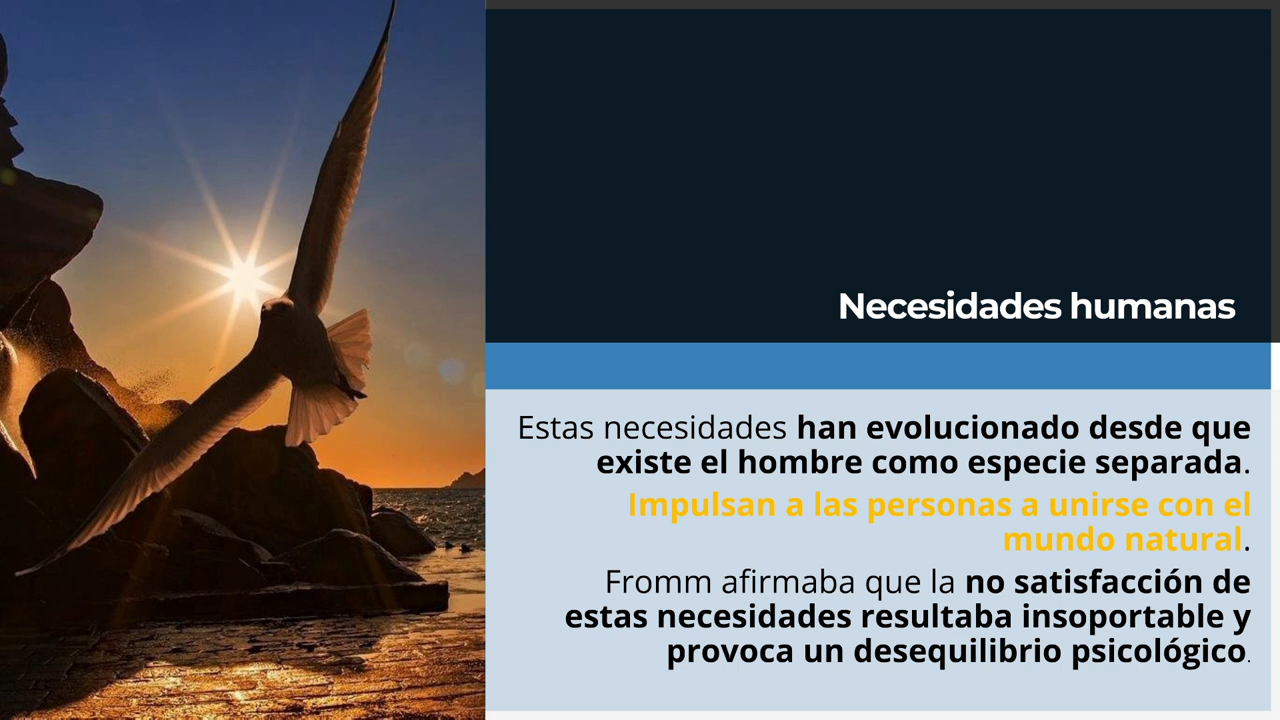 Necesidades humanas
Estas necesidades han evolucionado desde que
existe el hombre como especie separada.
Impulsan a las personas a unirse con el
mundo natural.
Fromm afirmaba que la no satisfacción de
estas necesidades resultaba insoportable y
provoca un desequilibrio psicológico.